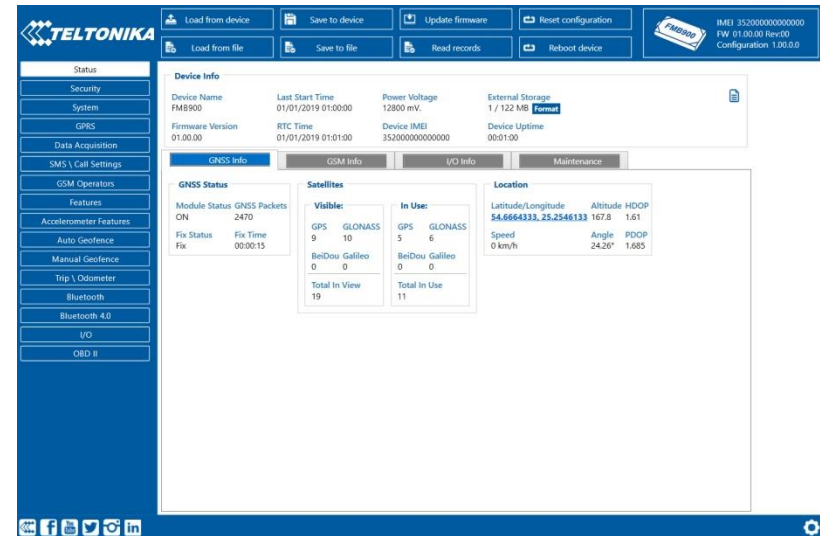 TELTONIKA
Load from device
Save to device
Update firmware
Reset configuration
Load from file
Save to file
Read records
Reboot device
FMB900
IMEI 352000000000000
FW 01.00.00 Rev:00
Configuration 1.00.0.0
Status
Security
System
GPRS
Data Acquisition
SMS \ Call Settings
GSM Operators
Features
Accelerometer Features
Auto Geofence
Manual Geofence
Trip \ Odometer
Bluetooth
Bluetooth 4.0
I/O
OBD II
Device Info
Device Name Last Start Time Power Voltage External Storage
FMB900 01/01/2019 01:00:00 12800 mV. 1 / 122 MB Format
Firmware Version RTC Time Device IMEI Device Uptime
01.00.00 01/01/2019 01:01:00 352000000000000 00:01:00
GNSS Info GSM Info I/O Info Maintenance
GNSS Status
Module Status GNSS Packets
ON 2470
Fix Status Fix Time
Fix 00:00:15
Satellites
Visible:
GPS GLONASS
9 10
BeiDou Galileo
0 0
Total In View
19
In Use:
GPS GLONASS
5 6
BeiDou Galileo
0 0
Total In Use
11
Location
Latitude/Longitude Altitude HDOP
54.6664333, 25.2546133 167.8 1.61
Speed Angle PDOP
0 km/h 24.26° 1.685